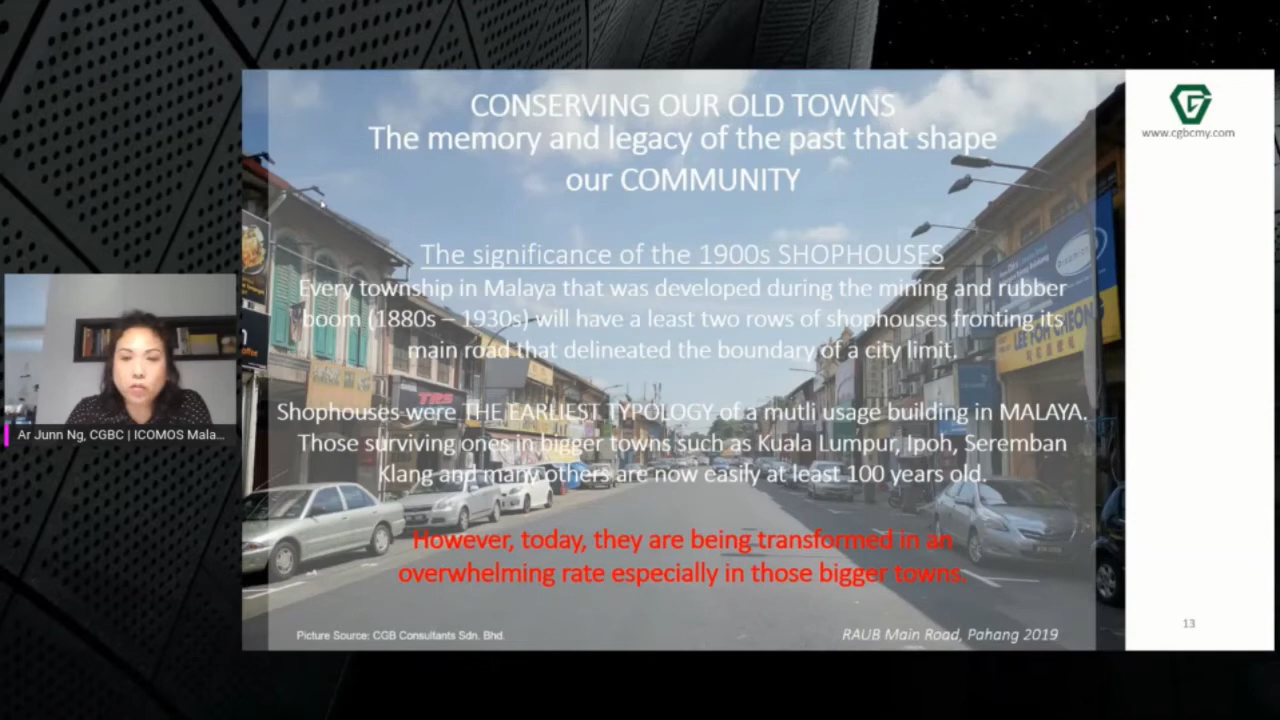 CONSERVING OUR OLD TOWNS
The memory and legacy of the past that shape
our COMMUNITY
www.cgbcmy.com
The significance of the 1900s SHOPHOUSES
Every township in Malaya that was developed during the mining and rubber
boom (1880s – 1930s) will have a least two rows of shophouses fronting its
main road that delineated the boundary of a city limit.
LEE FOH CHEONG
TRS
Shophouses were THE EARLIEST TYPOLOGY of a mutli usage building in MALAYA.
Those surviving ones in bigger towns such as Kuala Lumpur, Ipoh, Seremban
Klang and many others are now easily at least 100 years old.
Ar Junn Ng, CGBC | ICOMOS Mala...
However, today, they are being transformed in an
overwhelming rate especially in those bigger towns.
Picture Source: CGB Consultants Sdn. Bhd.
RAUB Main Road, Pahang 2019
13